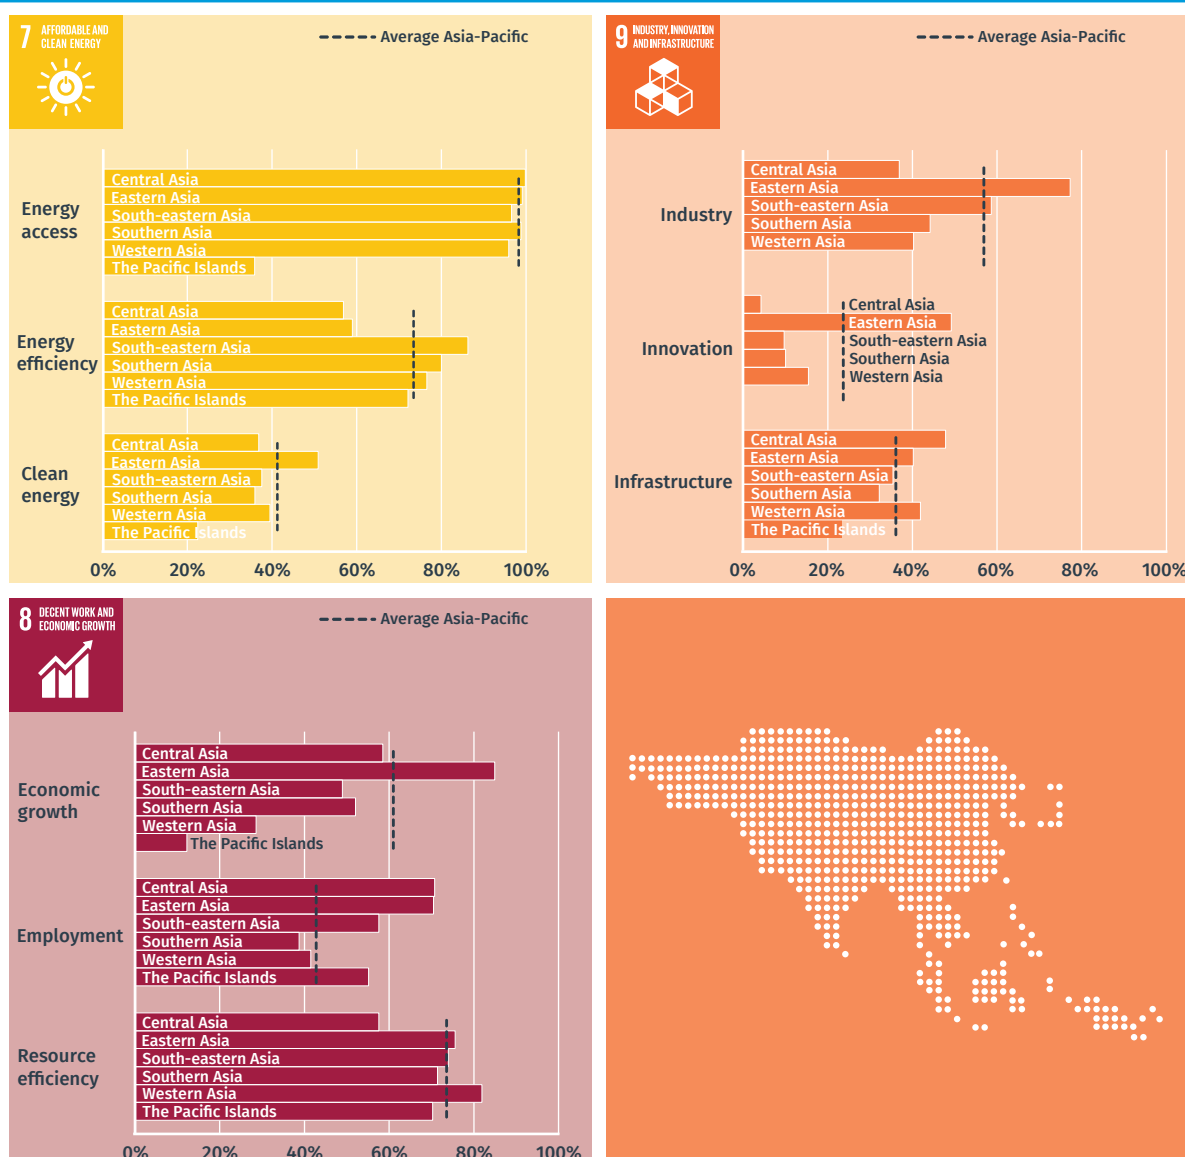 7 AFFORDABLE AND
CLEAN ENERGY
Average Asia-Pacific
Energy
access
Central Asia
Eastern Asia
South-eastern Asia
Southern Asia
Western Asia
The Pacific Islands
Energy
efficiency
Central Asia
Eastern Asia
South-eastern Asia
Southern Asia
Western Asia
The Pacific Islands
Clean
energy
Central Asia
Eastern Asia
South-eastern Asia
Southern Asia
Western Asia
The Pacific Islands
0% 20% 40% 60% 80% 100%
9 INDUSTRY, INNOVATION
AND INFRASTRUCTURE
Average Asia-Pacific
Industry
Central Asia
Eastern Asia
South-eastern Asia
Southern Asia
Western Asia
Innovation
Central Asia
Eastern Asia
South-eastern Asia
Southern Asia
Western Asia
Infrastructure
Central Asia
Eastern Asia
South-eastern Asia
Southern Asia
Western Asia
The Pacific Islands
0% 20% 40% 60% 80% 100%
8 DECENT WORK AND
ECONOMIC GROWTH
Average Asia-Pacific
Economic
growth
Central Asia
Eastern Asia
South-eastern Asia
Southern Asia
Western Asia
The Pacific Islands
Employment
Central Asia
Eastern Asia
South-eastern Asia
Southern Asia
Western Asia
The Pacific Islands
Resource
efficiency
Central Asia
Eastern Asia
South-eastern Asia
Southern Asia
Western Asia
The Pacific Islands
0% 20% 40% 60% 80% 100%